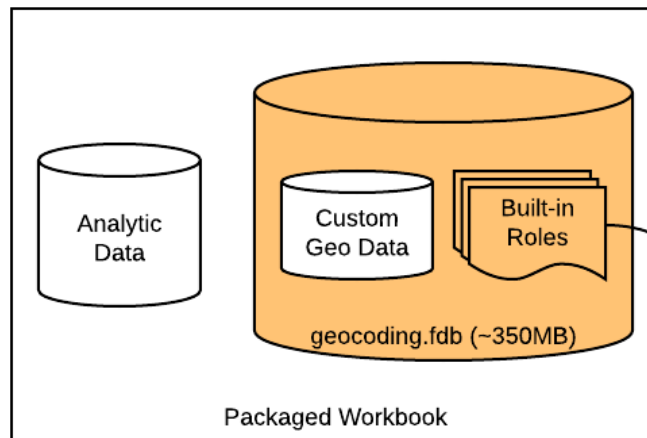 Analytic
Data
Custom
Geo Data
Built-in
Roles
geocoding.fdb (~350MB)
Packaged Workbook